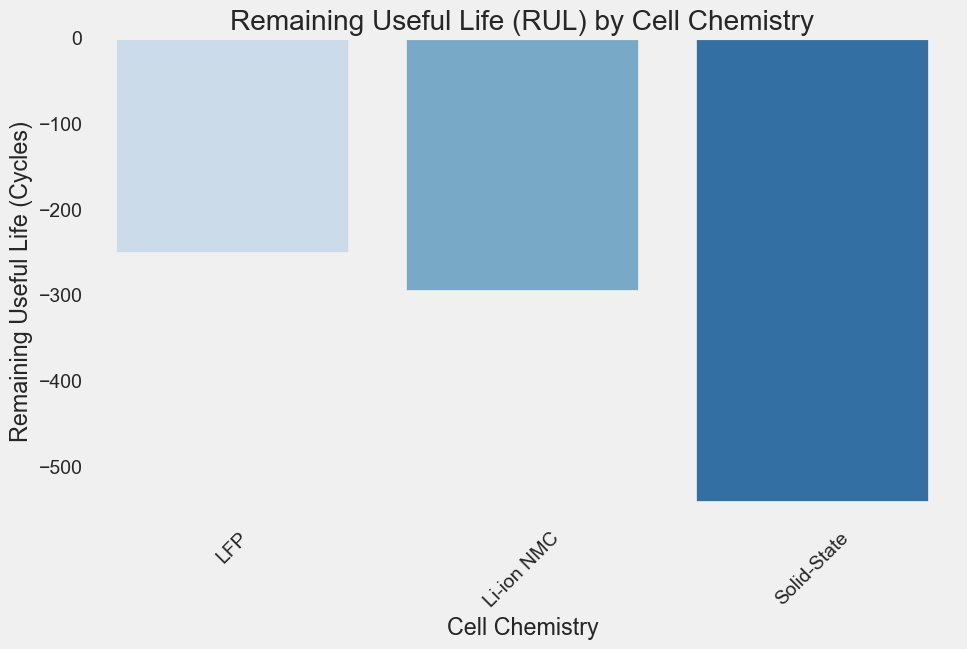 Remaining Useful Life (RUL) by Cell Chemistry
Remaining Useful Life (Cycles)
0
−100
−200
−300
−400
−500
LFP
Li-ion NMC
Solid-State
Cell Chemistry